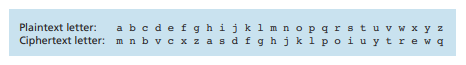 Plaintext letter: a b c d e f g h i j k l m n o p q r s t u v w x y z
Ciphertext letter: m n b v c x z a s d f g h j k l p o i u y t r e w q